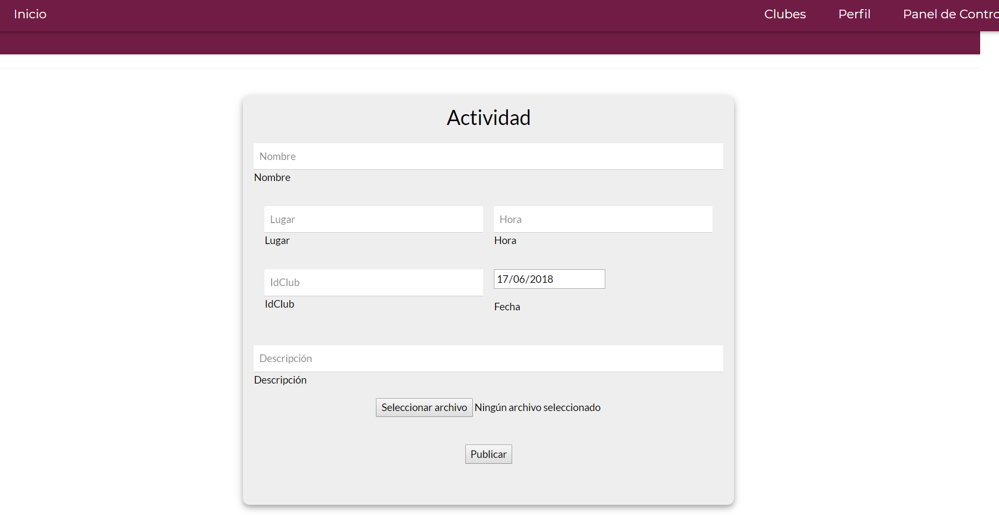 Inicio Clubes Perfil Panel de Contro
Actividad
Nombre
Nombre
Lugar Hora
Lugar Hora
IdClub 17/06/2018
IdClub Fecha
Descripción
Descripción
Seleccionar archivo Ningún archivo seleccionado
Publicar